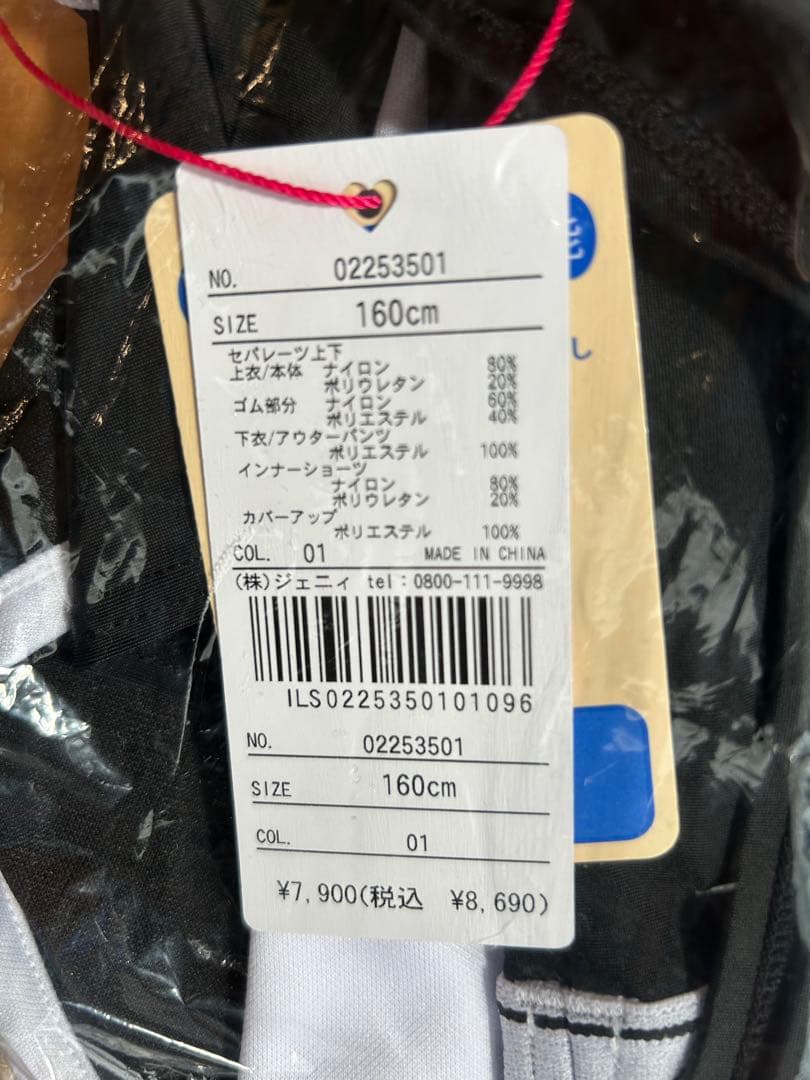 NO. 02253501
SIZE 160cm
セパレーツ上下
上衣/本体 ナイロン 80%
ポリウレタン 20%
ゴム部分 ナイロン 60%
ポリエステル 40%
下衣/アウターパンツ
ポリエステル 100%
インナーショーツ
ナイロン 80%
ポリウレタン 20%
カバーアップ
ポリエステル 100%
COL. 01 MADE IN CHINA
(株)ジェニィ tel:0800-111-9998
ILS0225350101096
NO. 02253501
SIZE 160cm
COL. 01
¥7,900(税込 ¥8,690)
し